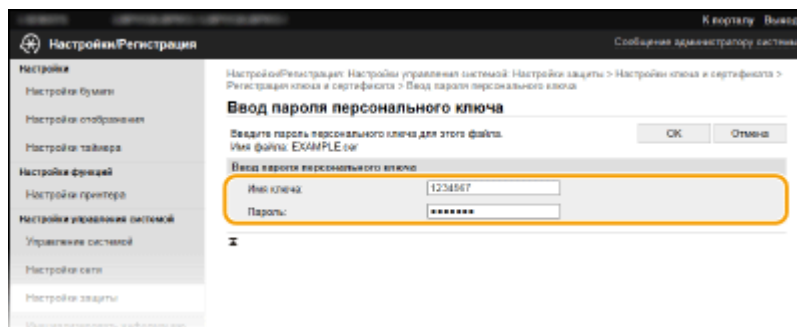 К порталу Выход
Настройки/Регистрация
Сообщение администратору системы
Настройки
Настройки бумаги
Настройки отображения
Настройки таймера
Настройки функций
Настройки принтера
Настройки управления системой
Управление системой
Настройки сети
Настройки защиты
Настройки/Регистрация: Настройки управления системой: Настройки защиты > Настройки ключа и сертификата >
Регистрация ключа и сертификата > Ввод пароля персонального ключа
Ввод пароля персонального ключа
Введите пароль персонального ключа для этого файла.
Имя файла: EXAMPLE.cer
OK Отмена
Ввод пароля персонального ключа
Имя ключа: 1234567
Пароль: •••••••